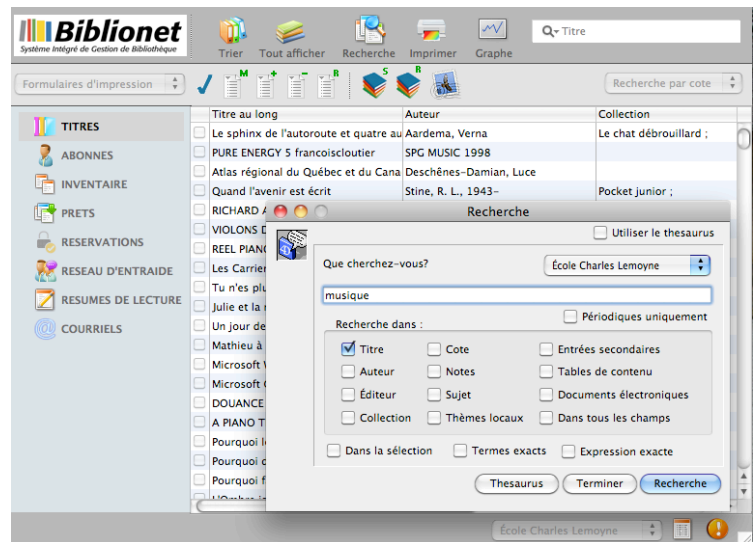 Biblionet
Système Intégré de Gestion de Bibliothèque
Trier Tout afficher Recherche Imprimer Graphe
Titre
Formulaires d'impression
M + - R S R
Recherche par cote
Titre au long Auteur Collection
TITRES
ABONNES
INVENTAIRE
PRETS
RESERVATIONS
RESEAU D'ENTRAIDE
RESUMES DE LECTURE
COURRIELS
Le sphinx de l'autoroute et quatre au Aardema, Verna Le chat débrouillard ;
PURE ENERGY 5 francoiscloutier SPG MUSIC 1998
Atlas régional du Québec et du Cana Deschênes-Damian, Luce
Quand l'avenir est écrit Stine, R. L., 1943- Pocket junior ;
RICHARD
VIOLONS
REEL PIAN
Les Carrier
Tu n'es plu
Julie et la
Un jour de
Mathieu à
Microsoft
Microsoft
DOUANCE
A PIANO T
Pourquoi
Pourquoi
Pourquoi f
Recherche
Utiliser le thesaurus
Que cherchez-vous? École Charles Lemoyne
musique
Périodiques uniquement
Recherche dans :
Titre Cote Entrées secondaires
Auteur Notes Tables de contenu
Éditeur Sujet Documents électroniques
Collection Thèmes locaux Dans tous les champs
Dans la sélection Termes exacts Expression exacte
Thesaurus Terminer Recherche
École Charles Lemoyne